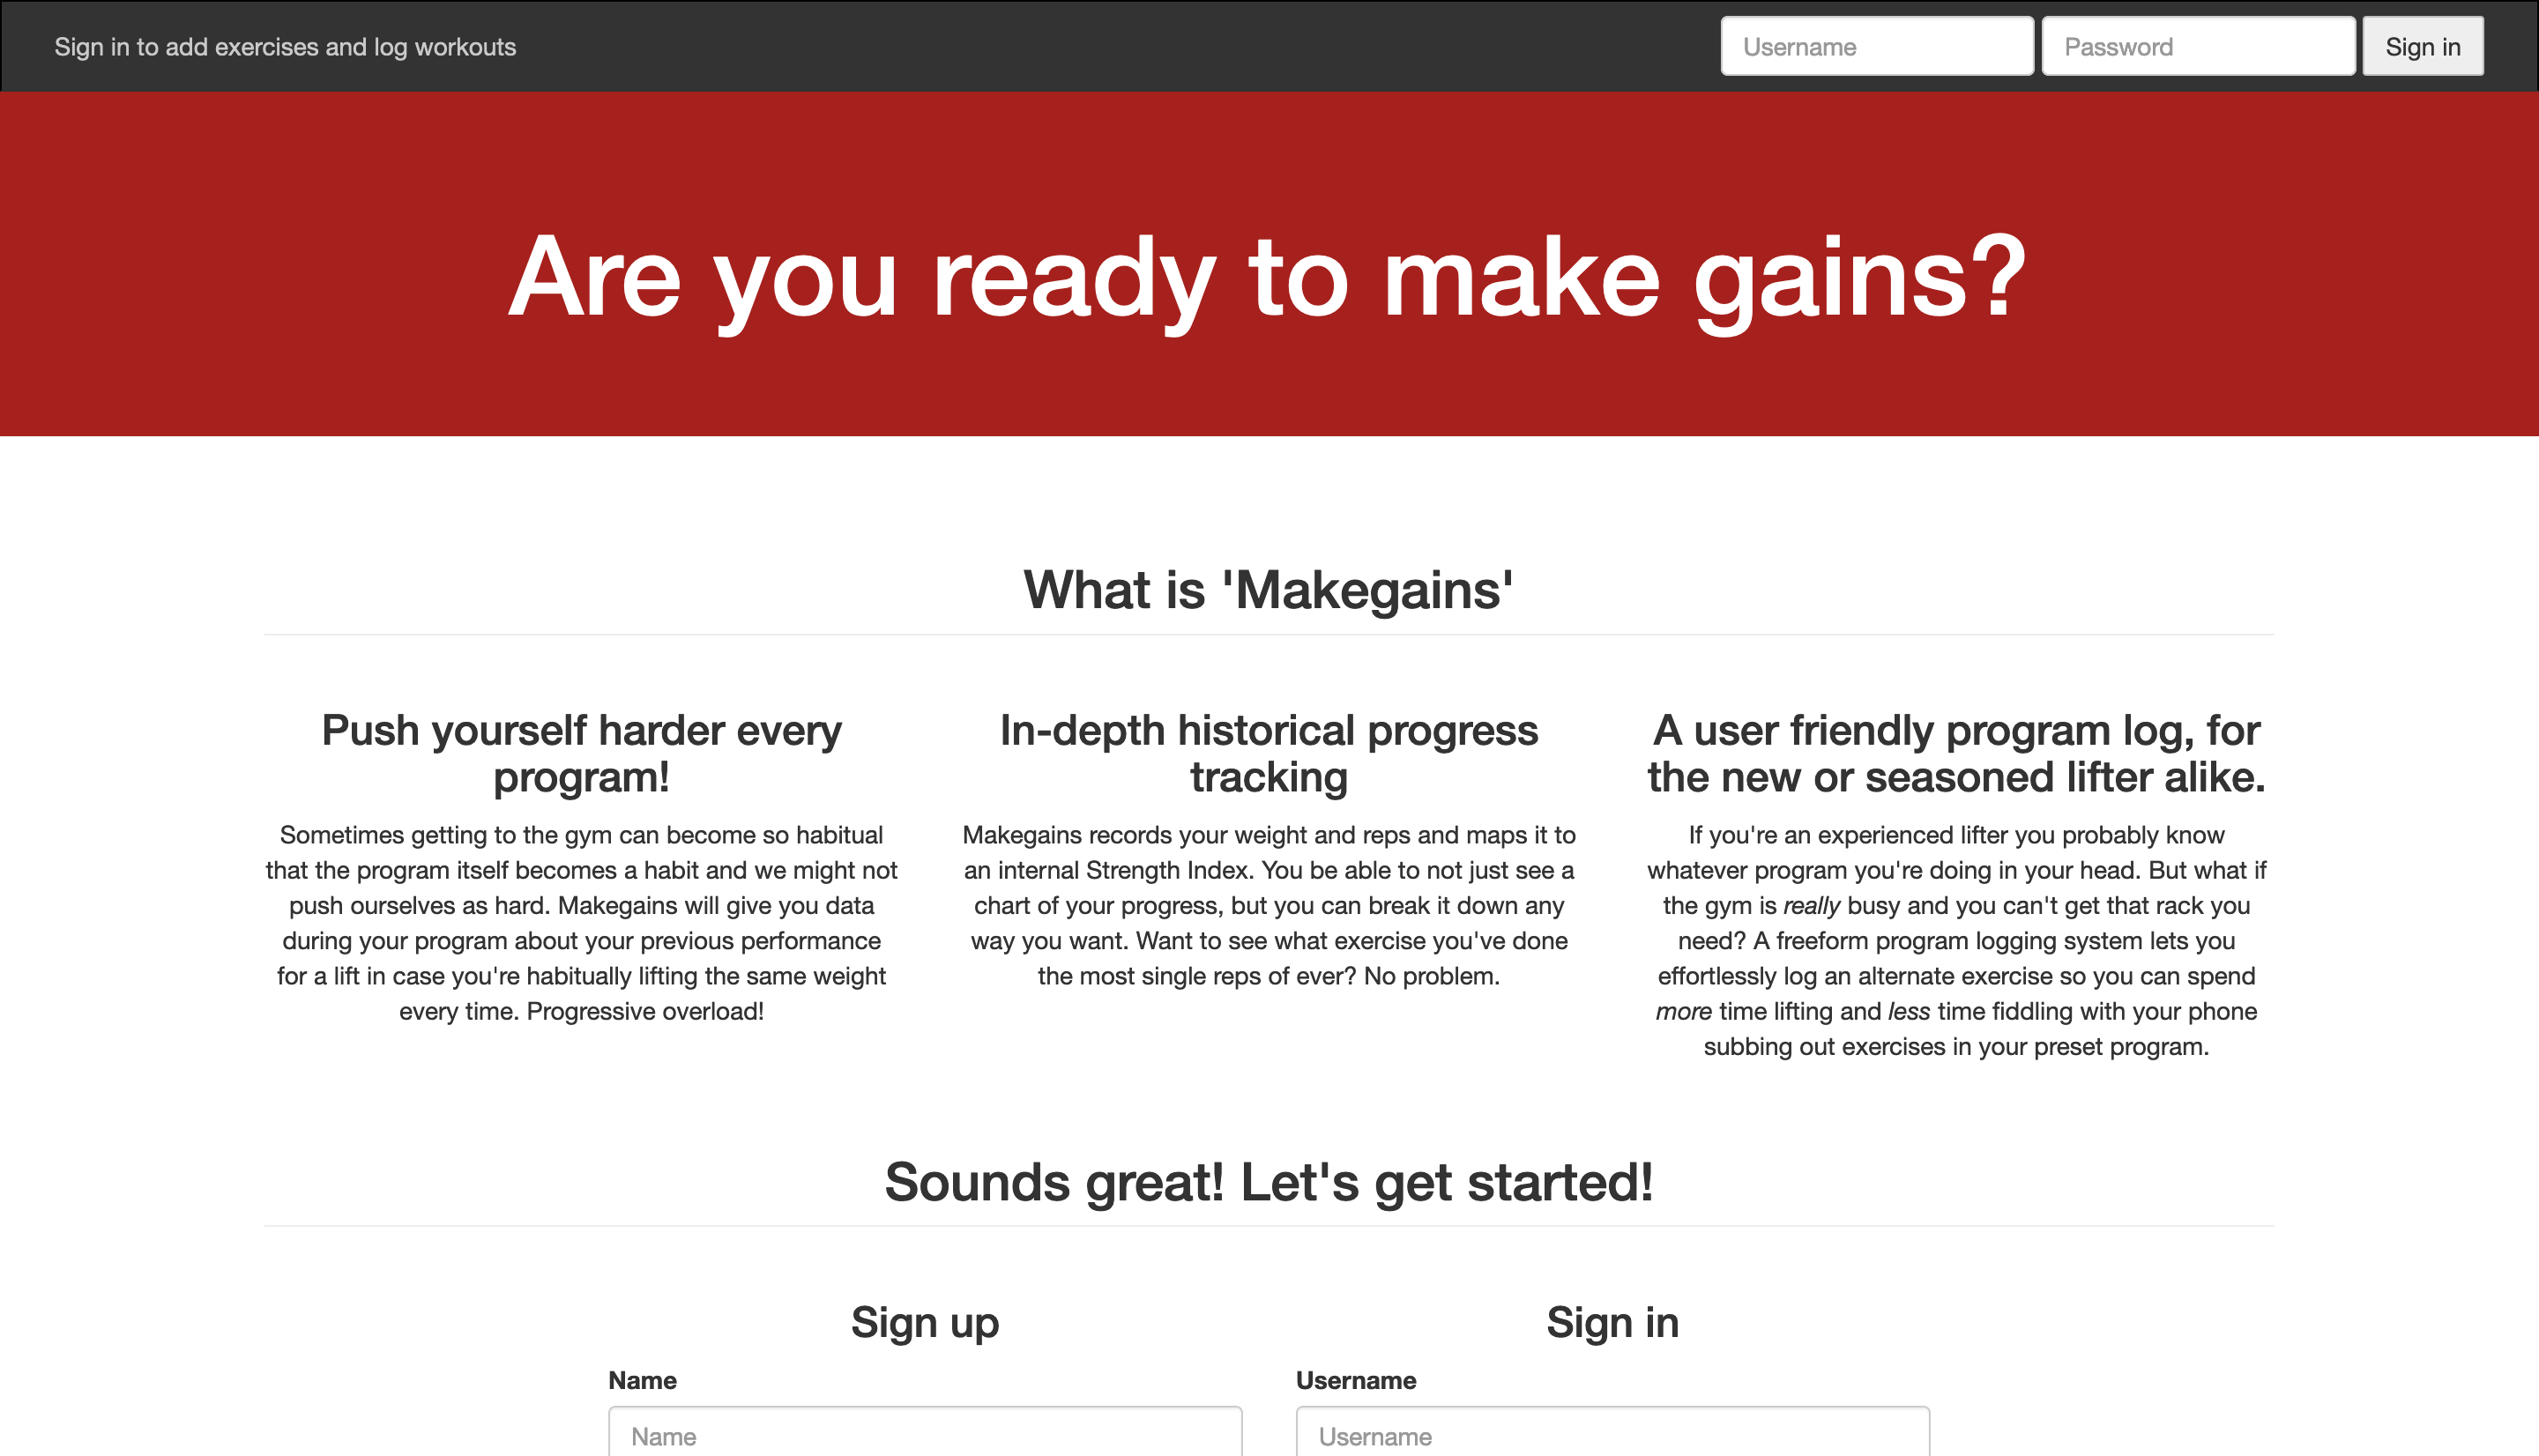 Sign in to add exercises and log workouts
Username
Password
Sign in
Are you ready to make gains?
What is 'Makegains'
Push yourself harder every
program!
Sometimes getting to the gym can become so habitual
that the program itself becomes a habit and we might not
push ourselves as hard. Makegains will give you data
during your program about your previous performance
for a lift in case you're habitually lifting the same weight
every time. Progressive overload!
In-depth historical progress
tracking
Makegains records your weight and reps and maps it to
an internal Strength Index. You be able to not just see a
chart of your progress, but you can break it down any
way you want. Want to see what exercise you've done
the most single reps of ever? No problem.
A user friendly program log, for
the new or seasoned lifter alike.
If you're an experienced lifter you probably know
whatever program you're doing in your head. But what if
the gym is really busy and you can't get that rack you
need? A freeform program logging system lets you
effortlessly log an alternate exercise so you can spend
more time lifting and less time fiddling with your phone
subbing out exercises in your preset program.
Sounds great! Let's get started!
Sign up
Name
Name
Sign in
Username
Username